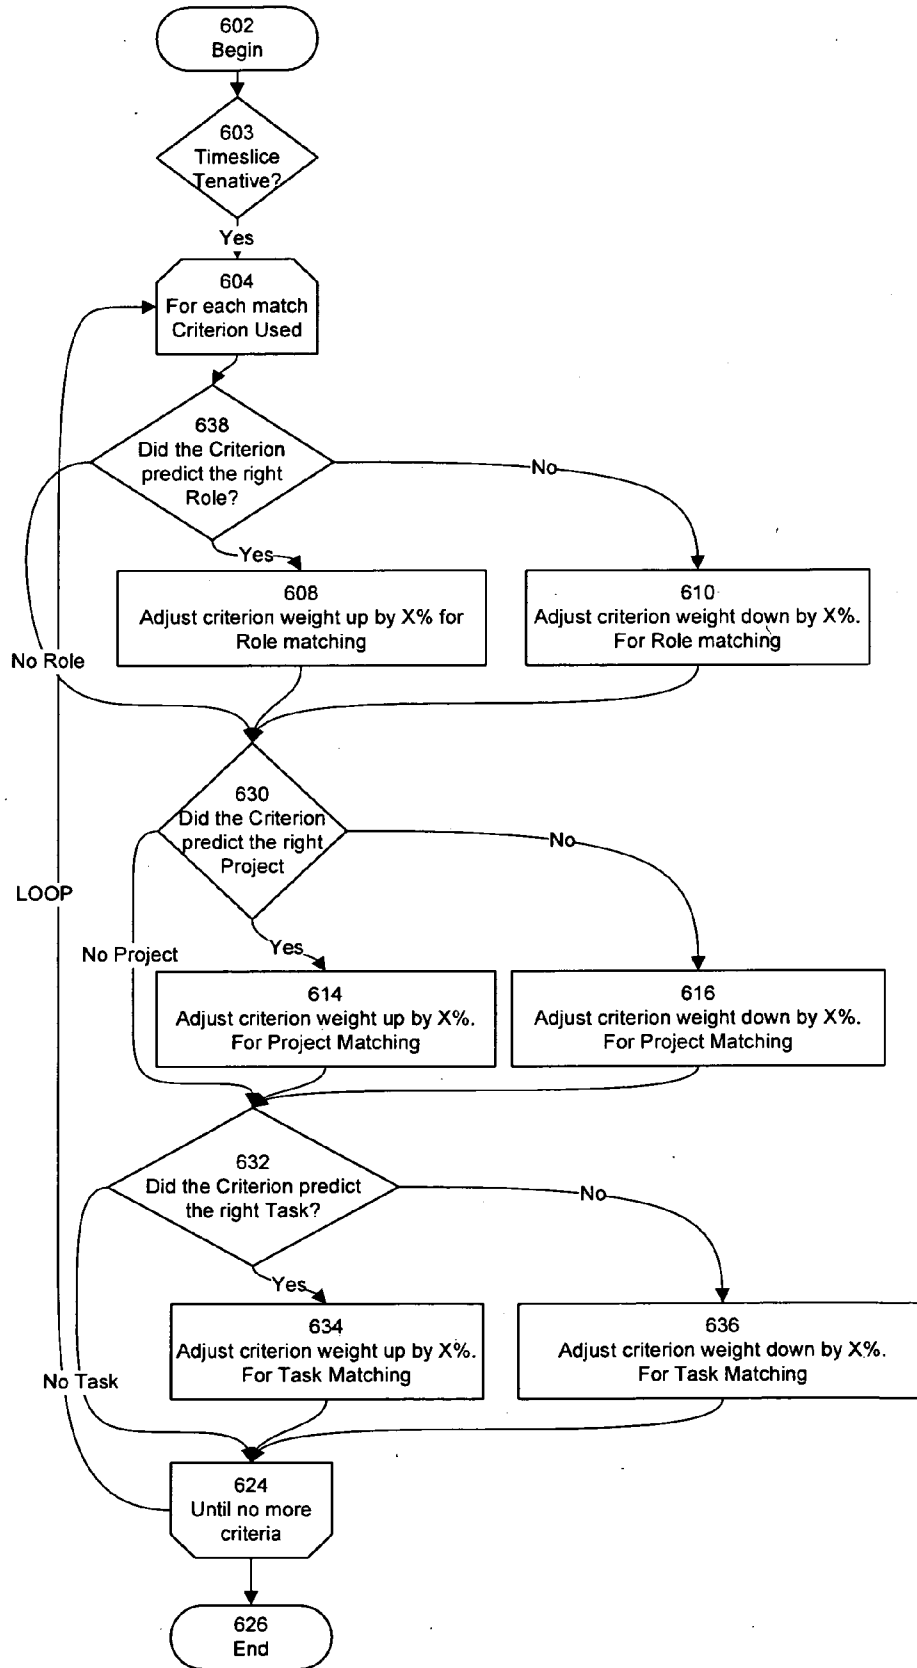 602
Begin
603
Timeslice
Tenative?
Yes
604
For each match
Criterion Used
638
Did the Criterion
predict the right
Role?
No
Yes
608
Adjust criterion weight up by X% for
Role matching
610
Adjust criterion weight down by X%.
For Role matching
No Role
630
Did the Criterion
predict the right
Project
No
LOOP
Yes
No Project
614
Adjust criterion weight up by X%.
For Project Matching
616
Adjust criterion weight down by X%.
For Project Matching
632
Did the Criterion predict
the right Task?
No
Yes
634
Adjust criterion weight up by X%.
For Task Matching
636
Adjust criterion weight down by X%.
For Task Matching
No Task
624
Until no more
criteria
626
End